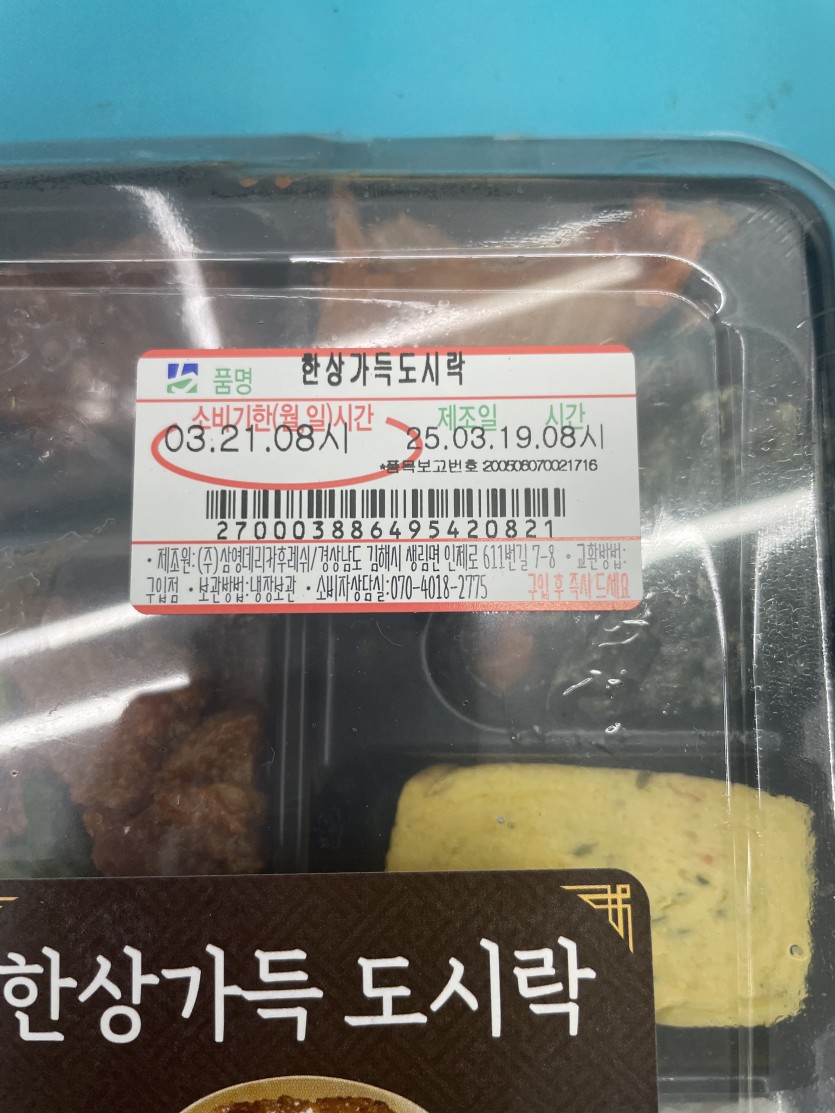 품명 한상가득도시락
소비기한(월.일)시간 제조일 시간
03.21.08시 25.03.19.08시
*품목보고번호 200508070021716
270003886495420821
· 제조원:(주)삼영데리카후레쉬/경상남도 김해시 생림면 인제로 611번길 7-8 · 교환방법:
구입점 · 보관방법:냉장보관 · 소비자상담실:070-4018-2775 구입 후 즉시 드세요
한상가득 도시락